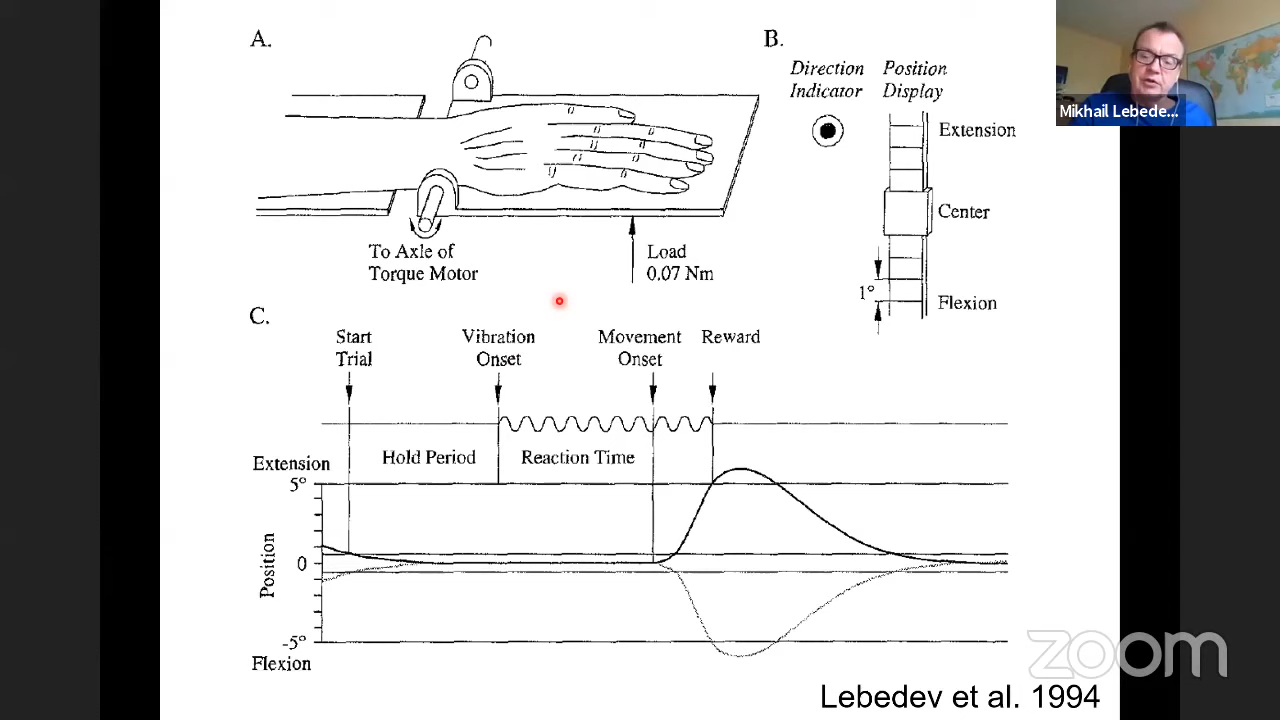 A.
To Axle of
Torque Motor
Load
0.07 Nm
B.
Direction
Indicator
Position
Display
Extension
Center
1°
Flexion
Mikhail Lebede...
C.
Start
Trial
Vibration
Onset
Movement
Onset
Reward
Hold Period
Reaction Time
Extension
5°
Position
0
-5°
Flexion
zoom
Lebedev et al. 1994